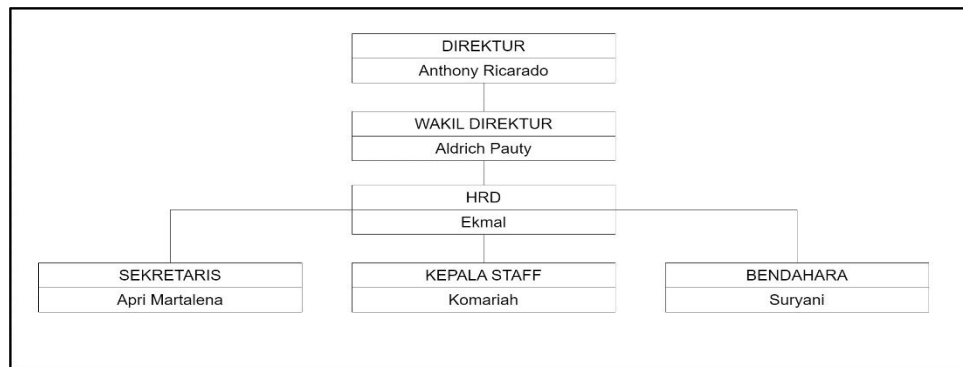 DIREKTUR
Anthony Ricarado
WAKIL DIREKTUR
Aldrich Pauty
HRD
Ekmal
SEKRETARIS
Apri Martalena
KEPALA STAFF
Komariah
BENDAHARA
Suryani